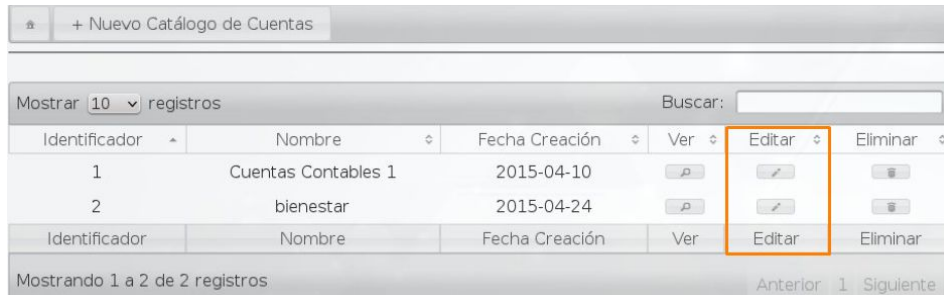 + Nuevo Catálogo de Cuentas
Mostrar 10 registros Buscar:
Identificador Nombre Fecha Creación Ver Editar Eliminar
1 Cuentas Contables 1 2015-04-10
2 bienestar 2015-04-24
Identificador Nombre Fecha Creación Ver Editar Eliminar
Mostrando 1 a 2 de 2 registros Anterior 1 Siguiente